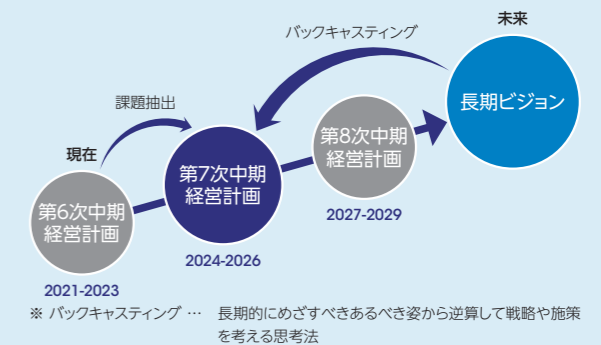 未来
バックキャスティング
長期ビジョン
課題抽出
第8次中期
経営計画
現在
第7次中期
経営計画
2027-2029
第6次中期
経営計画
2024-2026
2021-2023
※ バックキャスティング … 長期的にめざすべきあるべき姿から逆算して戦略や施策
を考える思考法